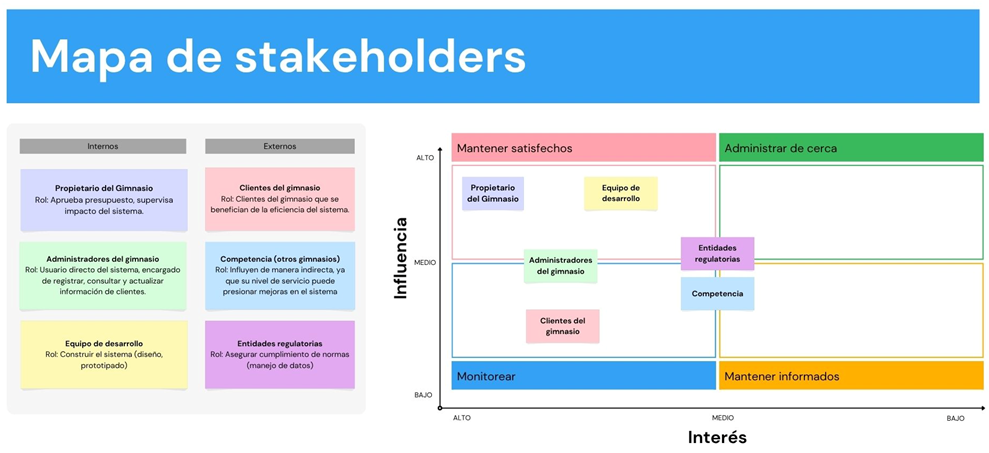 Mapa de stakeholders
Internos
Externos
Propietario del Gimnasio
Rol: Aprueba presupuesto, supervisa
impacto del sistema.
Clientes del gimnasio
Rol: Clientes del gimnasio que se
benefician de la eficiencia del sistema.
Administradores del gimnasio
Rol: Usuario directo del sistema, encargado
de registrar, consultar y actualizar
información de clientes.
Competencia (otros gimnasios)
Rol: Influyen de manera indirecta, ya
que su nivel de servicio puede
presionar mejoras en el sistema
Equipo de desarrollo
Rol: Construir el sistema (diseño,
prototipado)
Entidades regulatorias
Rol: Asegurar cumplimiento de normas
(manejo de datos)
Influencia
ALTO
MEDIO
BAJO
Mantener satisfechos
Administrar de cerca
Propietario
del Gimnasio
Equipo de
desarrollo
Entidades
regulatorias
Administradores
del gimnasio
Competencia
Clientes del
gimnasio
Monitorear
Mantener informados
ALTO
MEDIO
BAJO
Interés